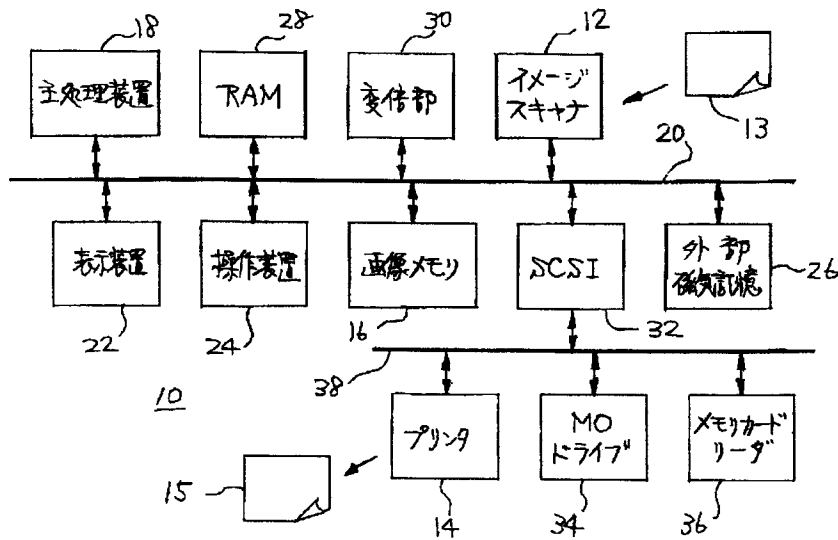 18
28
30
12
主処理装置
RAM
変倍部
イメージ
スキャナ
13
20
表示装置
操作装置
画像メモリ
SCSI
外部
磁気記憶
22
24
16
32
26
38
10
プリンタ
MO
ドライブ
メモリカード
リーダ
15
14
34
36